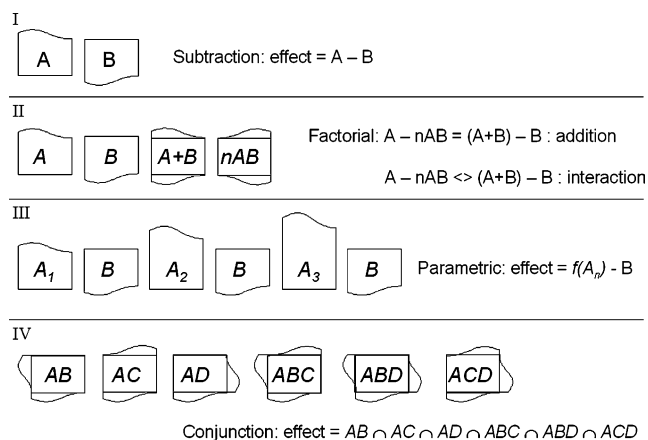 I
A B Subtraction: effect = A – B
II
A B A+B nAB Factorial: A – nAB = (A+B) – B : addition
A – nAB <> (A+B) – B : interaction
III
A₁ B A₂ B A₃ B Parametric: effect = f(Aₙ) - B
IV
AB AC AD ABC ABD ACD
Conjunction: effect = AB ∩ AC ∩ AD ∩ ABC ∩ ABD ∩ ACD